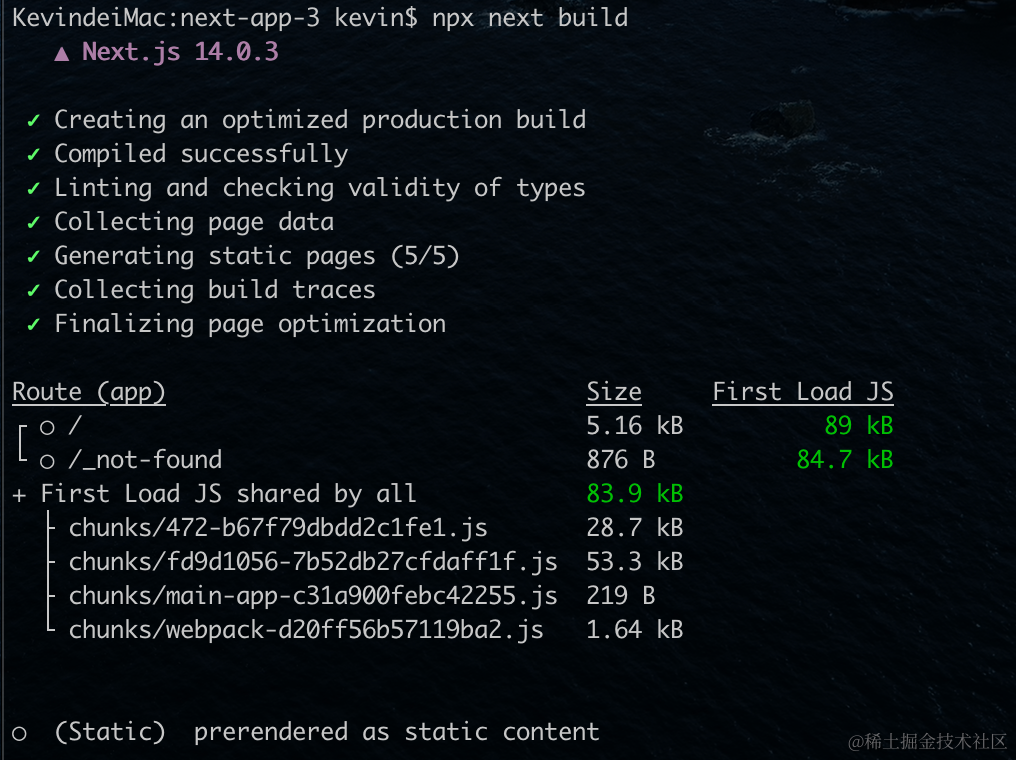 KevindeiMac:next-app-3 kevin$ npx next build
▲ Next.js 14.0.3
✓ Creating an optimized production build
✓ Compiled successfully
✓ Linting and checking validity of types
✓ Collecting page data
✓ Generating static pages (5/5)
✓ Collecting build traces
✓ Finalizing page optimization
Route (app) Size First Load JS
┌ ○ / 5.16 kB 89 kB
└ ○ /_not-found 876 B 84.7 kB
+ First Load JS shared by all 83.9 kB
├ chunks/472-b67f79dbdd2c1fe1.js 28.7 kB
├ chunks/fd9d1056-7b52db27cfdaff1f.js 53.3 kB
├ chunks/main-app-c31a900febc42255.js 219 B
└ chunks/webpack-d20ff56b57119ba2.js 1.64 kB
○ (Static) prerendered as static content
@稀土掘金技术社区